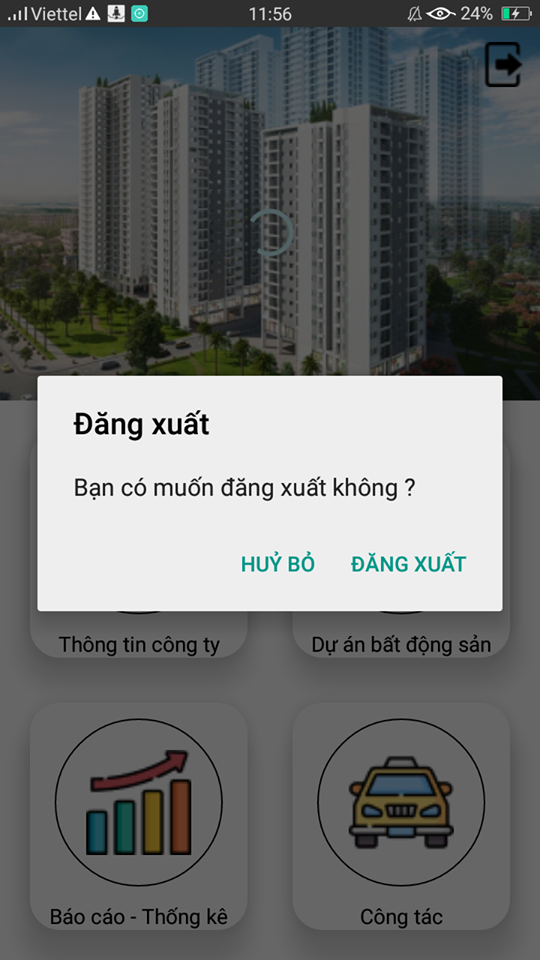 Viettel 11:56 24%
Đăng xuất
Bạn có muốn đăng xuất không ?
HUỶ BỎ ĐĂNG XUẤT
Thông tin công ty Dự án bất động sản
Báo cáo - Thống kê Công tác